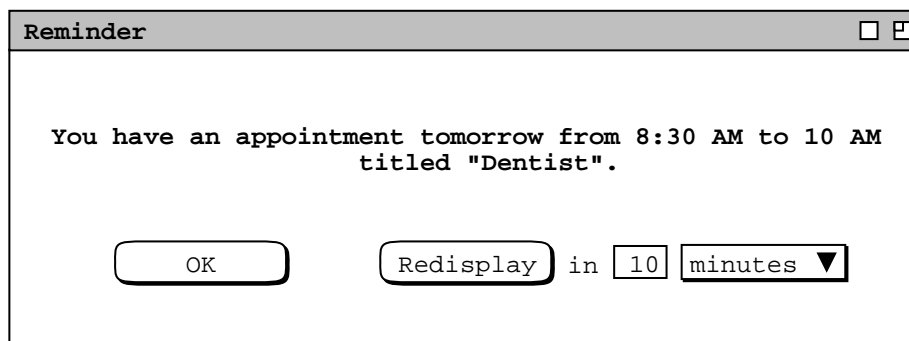 Reminder
You have an appointment tomorrow from 8:30 AM to 10 AM
titled "Dentist".
OK Redisplay in 10 minutes